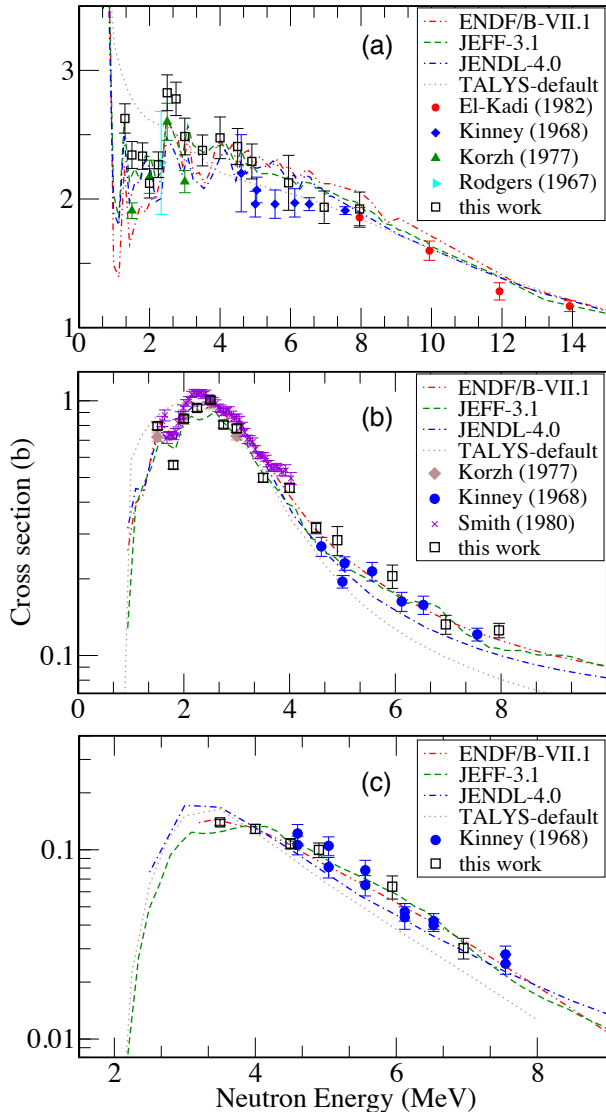 (a)
ENDF/B-VII.1
JEFF-3.1
JENDL-4.0
TALYS-default
El-Kadi (1982)
Kinney (1968)
Korzh (1977)
Rodgers (1967)
this work
3
2
1
0 2 4 6 8 10 12 14
(b)
ENDF/B-VII.1
JEFF-3.1
JENDL-4.0
TALYS-default
Korzh (1977)
Kinney (1968)
Smith (1980)
this work
Cross section (b)
1
0.1
0 2 4 6 8
(c)
ENDF/B-VII.1
JEFF-3.1
JENDL-4.0
TALYS-default
Kinney (1968)
this work
0.1
0.01
2 4 6 8
Neutron Energy (MeV)